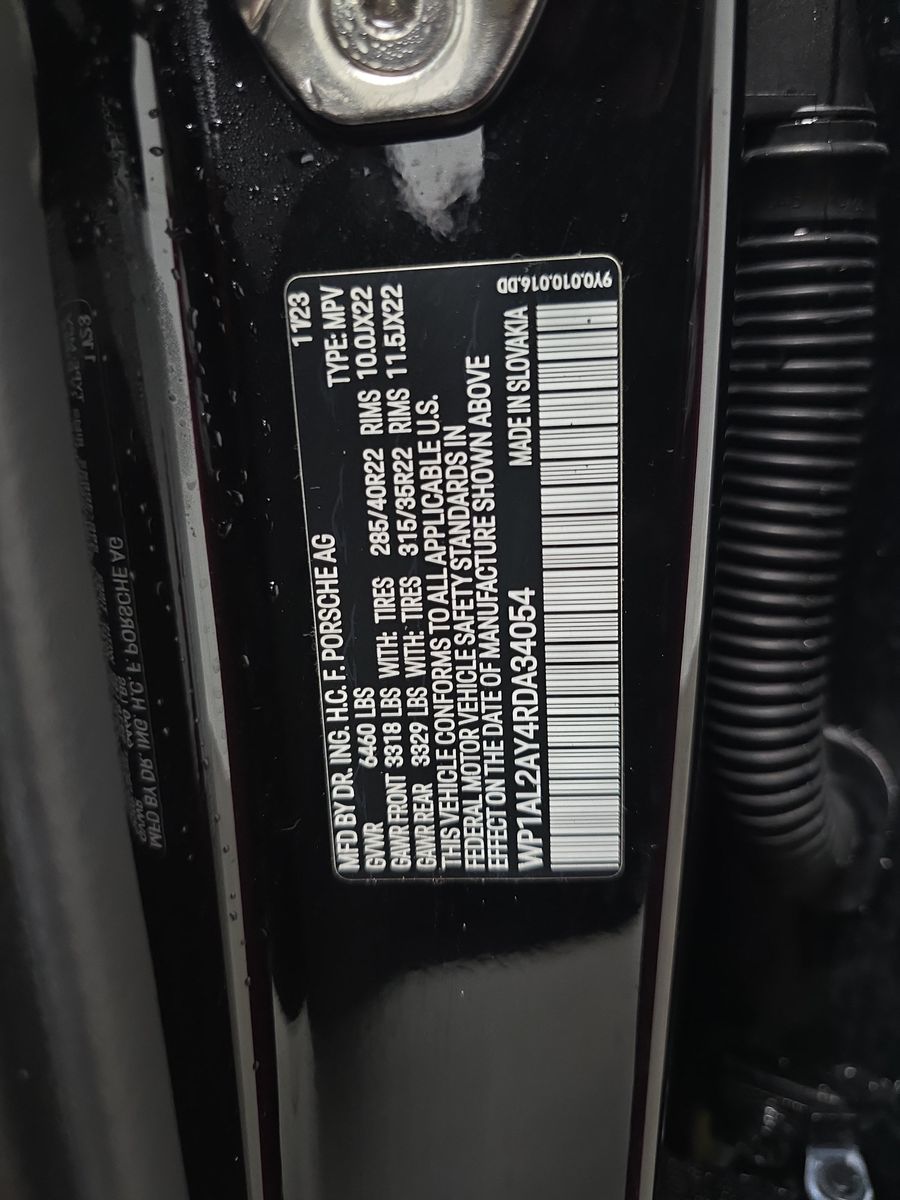 MFD BY DR. ING. H.C. F. PORSCHE AG 11/23
GVWR 6460 LBS TYPE: MPV
GAWR FRONT 3318 LBS WITH: TIRES 285/40R22 RIMS 10.0JX22
GAWR REAR 3329 LBS WITH: TIRES 315/35R22 RIMS 11.5JX22
THIS VEHICLE CONFORMS TO ALL APPLICABLE U.S.
FEDERAL MOTOR VEHICLE SAFETY STANDARDS IN
EFFECT ON THE DATE OF MANUFACTURE SHOWN ABOVE
WP1AL2AY4RDA34054 MADE IN SLOVAKIA
9Y0.010.016.DD